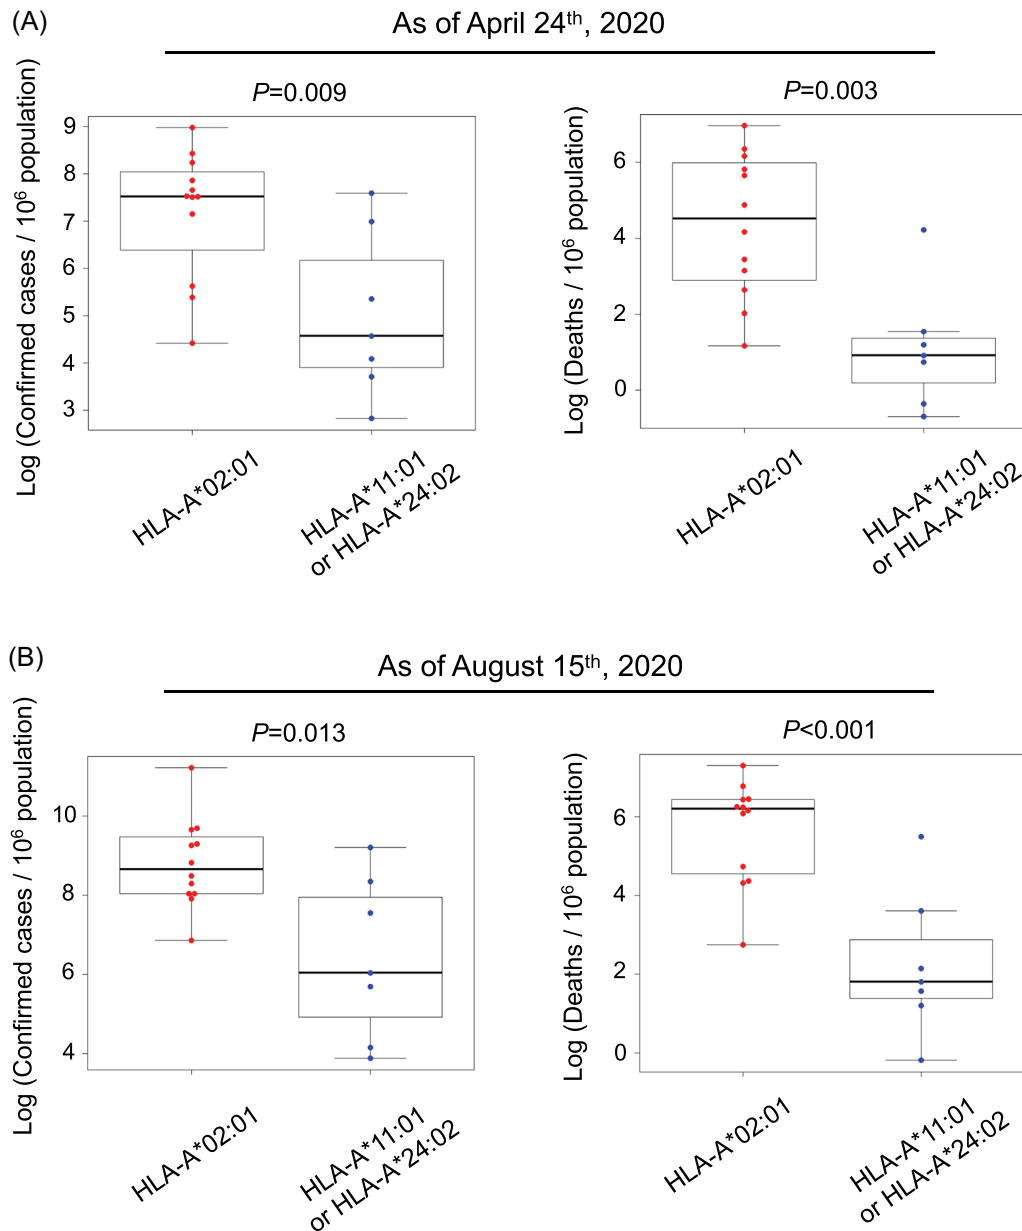 (A)
As of April 24th, 2020
P=0.009
Log (Confirmed cases / 10⁶ population)
9
8
7
6
5
4
3
HLA-A*02:01
HLA-A*11:01
or HLA-A*24:02
P=0.003
Log (Deaths / 10⁶ population)
6
4
2
0
HLA-A*02:01
HLA-A*11:01
or HLA-A*24:02
(B)
As of August 15th, 2020
P=0.013
Log (Confirmed cases / 10⁶ population)
10
8
6
4
HLA-A*02:01
HLA-A*11:01
or HLA-A*24:02
P<0.001
Log (Deaths / 10⁶ population)
6
4
2
0
HLA-A*02:01
HLA-A*11:01
or HLA-A*24:02